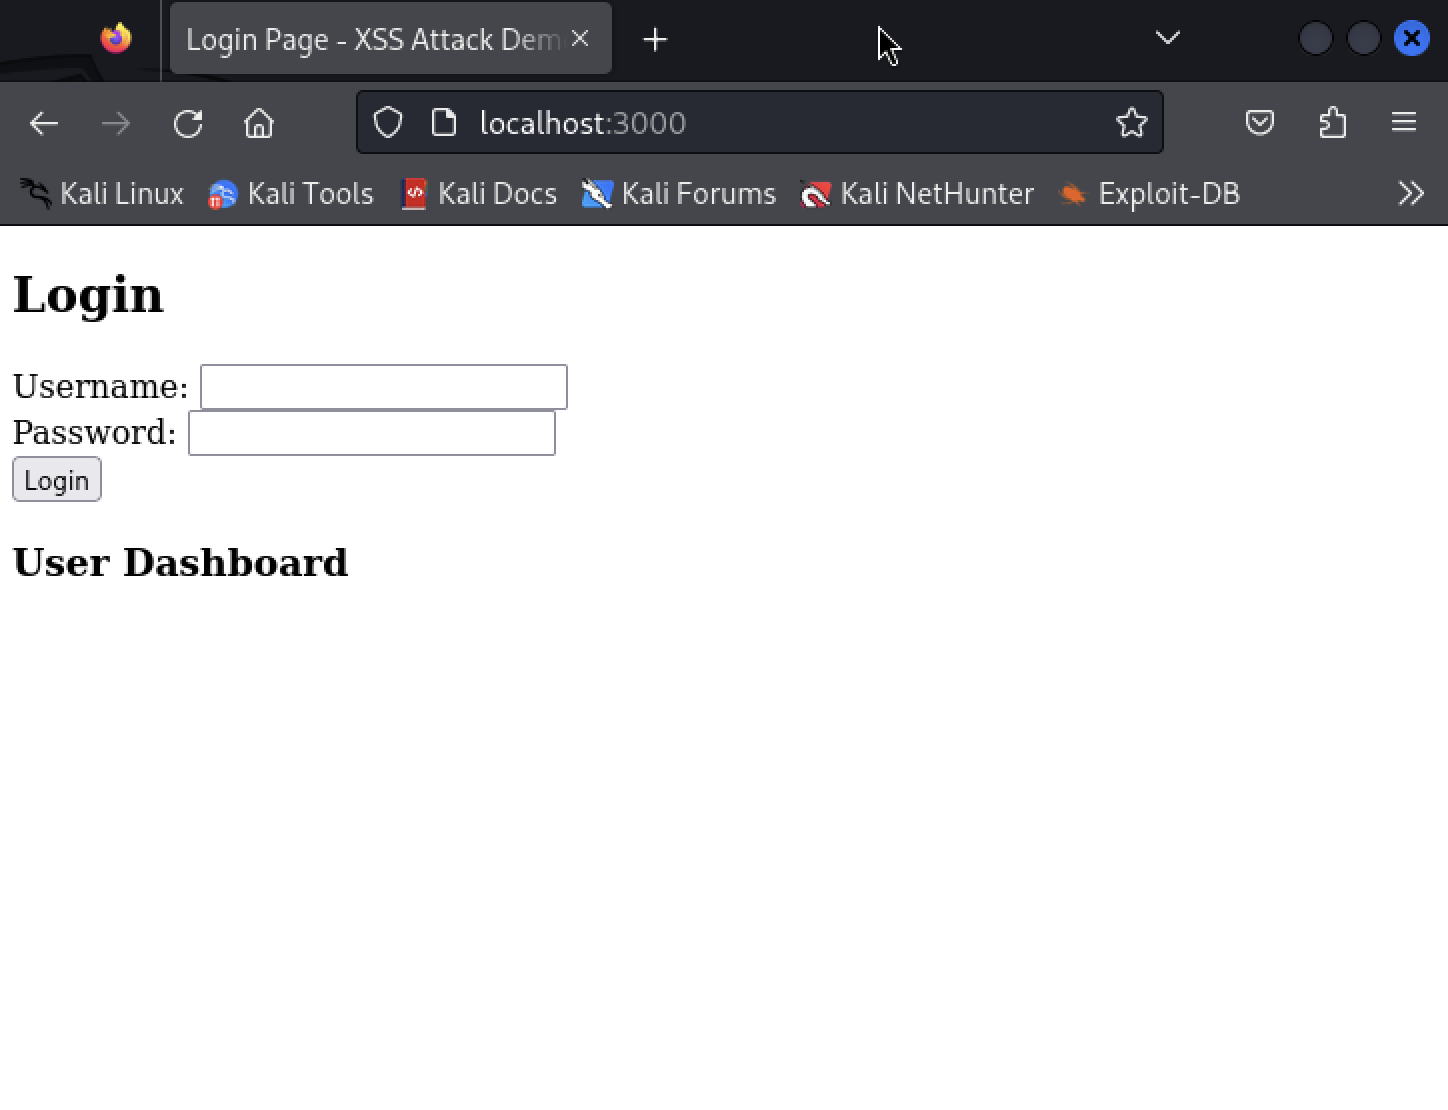 Login Page - XSS Attack Dem
localhost:3000
Kali Linux Kali Tools Kali Docs Kali Forums Kali NetHunter Exploit-DB
Login
Username:
Password:
Login
User Dashboard